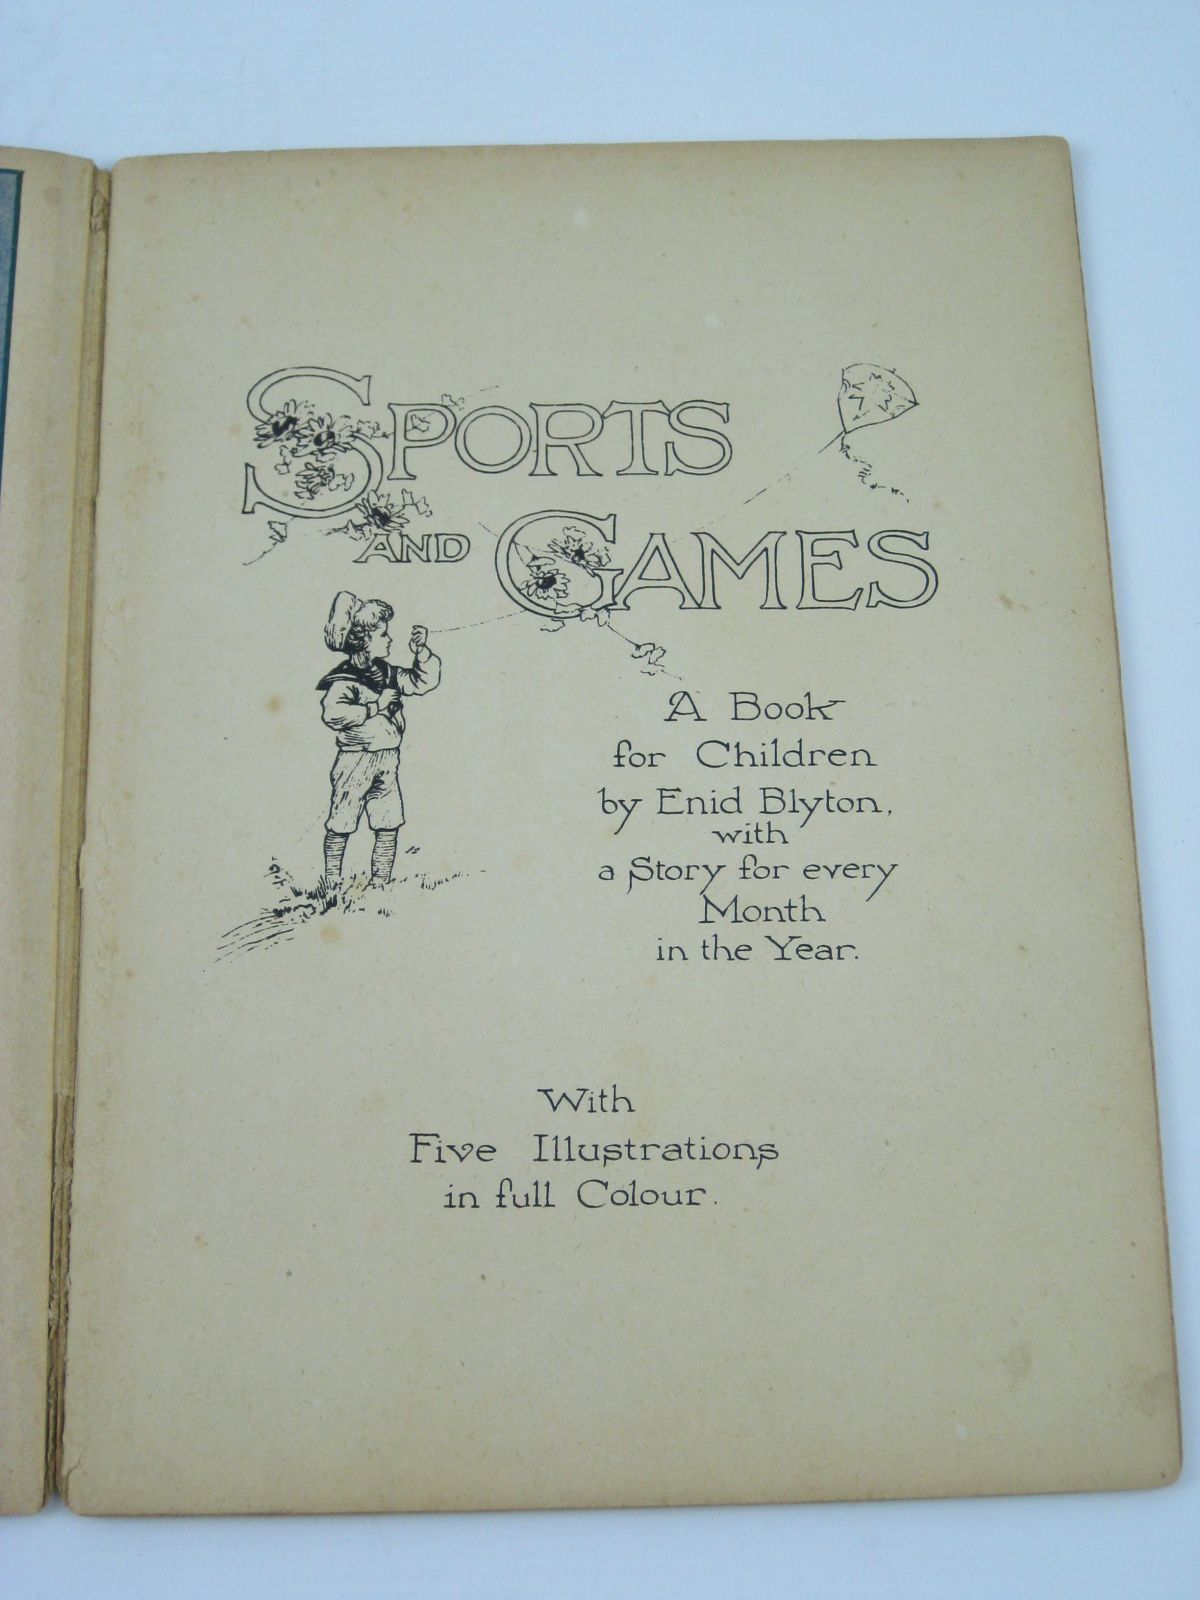 SPORTS
AND GAMES
A Book
for Children
by Enid Blyton,
with
a Story for every
Month
in the Year.
With
Five Illustrations
in full Colour.